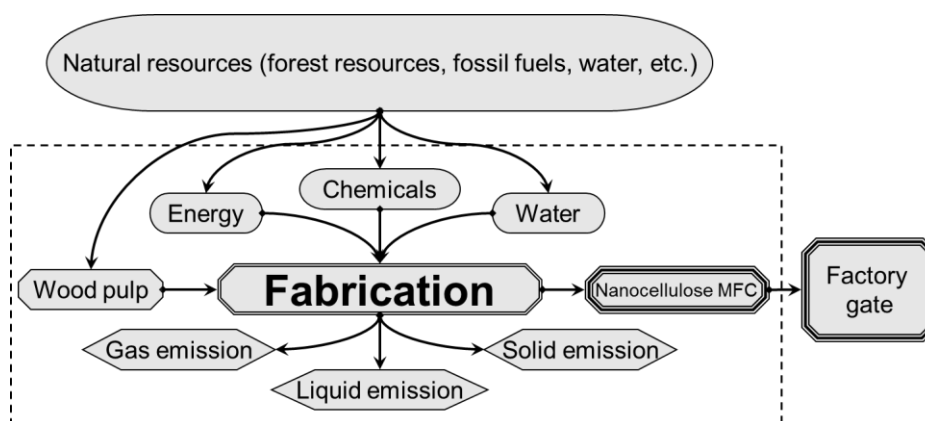 Natural resources (forest resources, fossil fuels, water, etc.)
Chemicals
Energy
Water
Wood pulp
Fabrication
Nanocellulose MFC
Factory
gate
Gas emission
Solid emission
Liquid emission